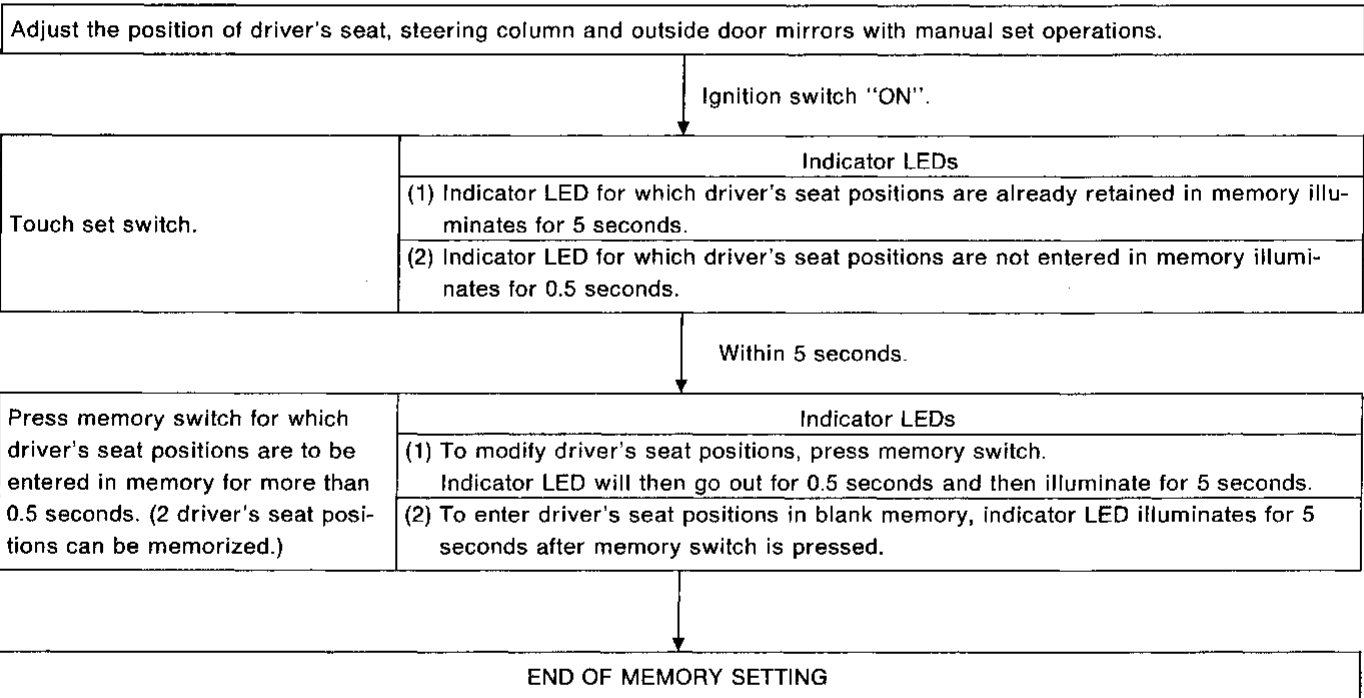 Adjust the position of driver's seat, steering column and outside door mirrors with manual set operations.
Ignition switch "ON".
Touch set switch.
Indicator LEDs
(1) Indicator LED for which driver's seat positions are already retained in memory illu-
minates for 5 seconds.
(2) Indicator LED for which driver's seat positions are not entered in memory illumi-
nates for 0.5 seconds.
Within 5 seconds.
Press memory switch for which
driver's seat positions are to be
entered in memory for more than
0.5 seconds. (2 driver's seat posi-
tions can be memorized.)
Indicator LEDs
(1) To modify driver's seat positions, press memory switch.
Indicator LED will then go out for 0.5 seconds and then illuminate for 5 seconds.
(2) To enter driver's seat positions in blank memory, indicator LED illuminates for 5
seconds after memory switch is pressed.
END OF MEMORY SETTING